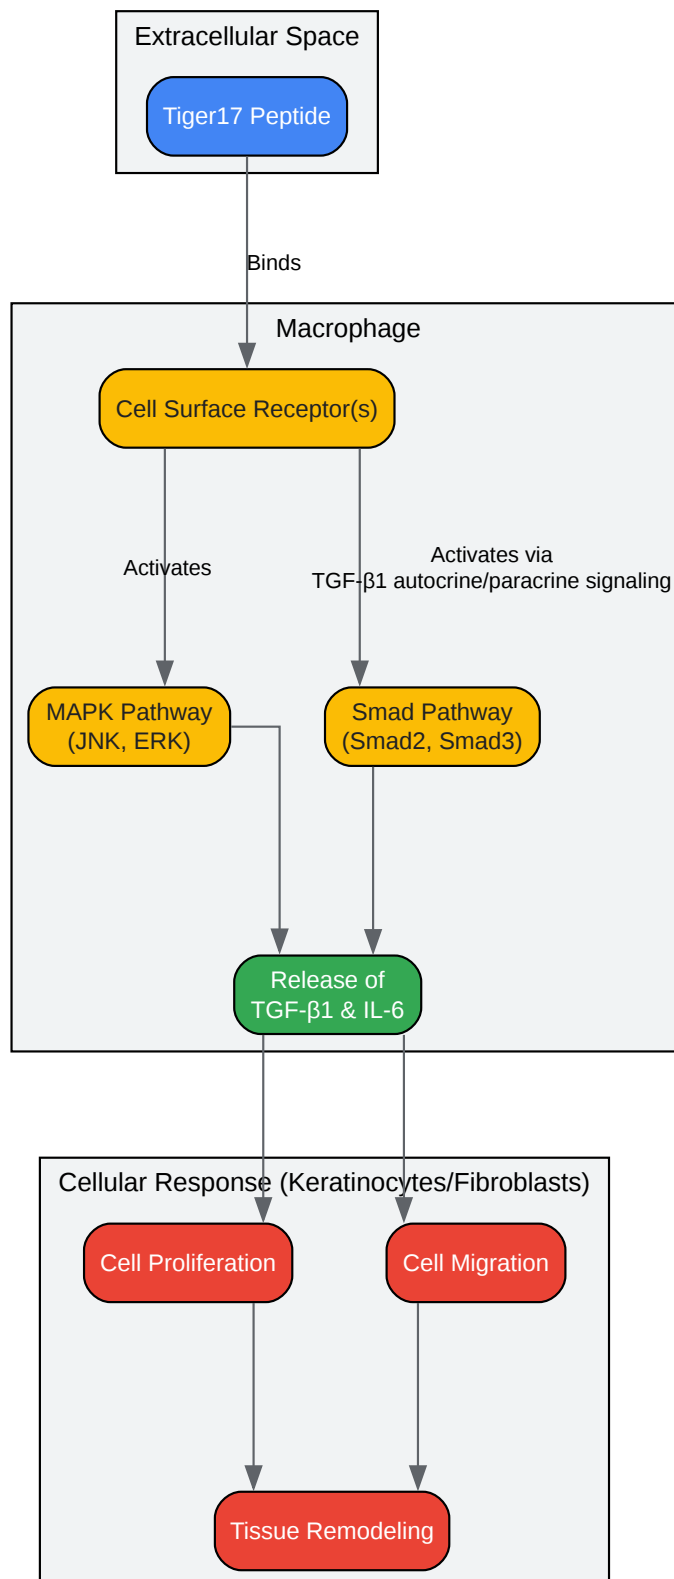 Extracellular Space
Tiger17 Peptide
Binds
Macrophage
Cell Surface Receptor(s)
Activates
Activates via
TGF-β1 autocrine/paracrine signaling
MAPK Pathway
(JNK, ERK)
Smad Pathway
(Smad2, Smad3)
Release of
TGF-β1 & IL-6
Cellular Response (Keratinocytes/Fibroblasts)
Cell Proliferation
Cell Migration
Tissue Remodeling